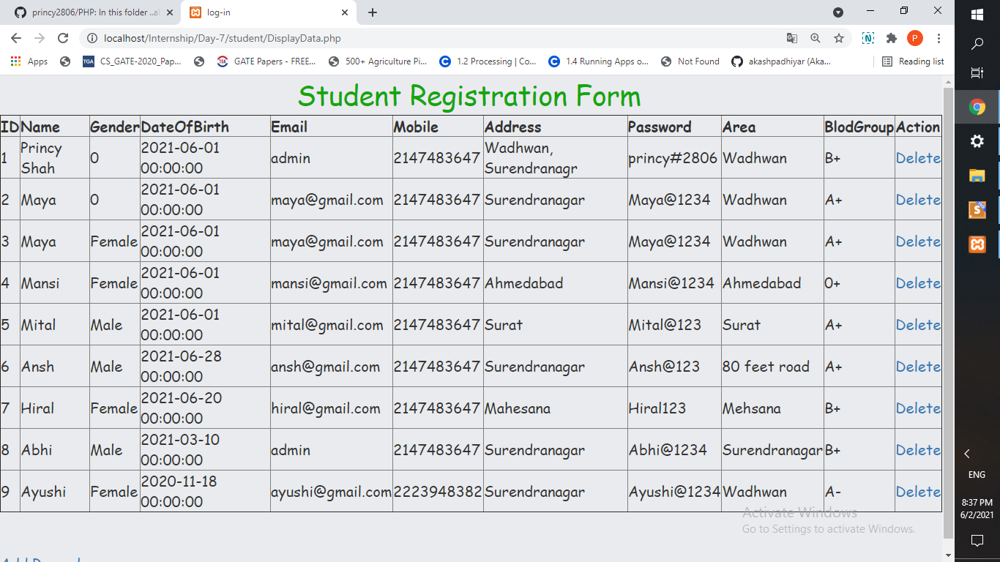 princy2806/PHP: In this folder ..al
log-in
localhost/Internship/Day-7/student/DisplayData.php
P
Apps
TGA CS_GATE-2020_Pap...
GATE Papers - FREE...
500+ Agriculture Pi...
1.2 Processing | Co...
1.4 Running Apps o...
Not Found
akashpadhiyar (Aka...
Reading list
Student Registration Form
ID Name Gender DateOfBirth Email Mobile Address Password Area BlodGroup Action
1 Princy Shah 0 2021-06-01 00:00:00 admin 2147483647 Wadhwan, Surendranagr princy#2806 Wadhwan B+ Delete
2 Maya 0 2021-06-01 00:00:00 maya@gmail.com 2147483647 Surendranagar Maya@1234 Wadhwan A+ Delete
3 Maya Female 2021-06-01 00:00:00 maya@gmail.com 2147483647 Surendranagar Maya@1234 Wadhwan A+ Delete
4 Mansi Female 2021-06-01 00:00:00 mansi@gmail.com 2147483647 Ahmedabad Mansi@1234 Ahmedabad O+ Delete
5 Mital Male 2021-06-01 00:00:00 mital@gmail.com 2147483647 Surat Mital@123 Surat A+ Delete
6 Ansh Male 2021-06-28 00:00:00 ansh@gmail.com 2147483647 Surendranagar Ansh@123 80 feet road A+ Delete
7 Hiral Female 2021-06-20 00:00:00 hiral@gmail.com 2147483647 Mahesana Hiral123 Mehsana B+ Delete
8 Abhi Male 2021-03-10 00:00:00 admin 2147483647 Surendranagar Abhi@1234 Surendranagar B+ Delete
9 Ayushi Female 2020-11-18 00:00:00 ayushi@gmail.com 2223948382 Surendranagar Ayushi@1234 Wadhwan A- Delete
Activate Windows
Go to Settings to activate Windows.
ENG
8:37 PM
6/2/2021